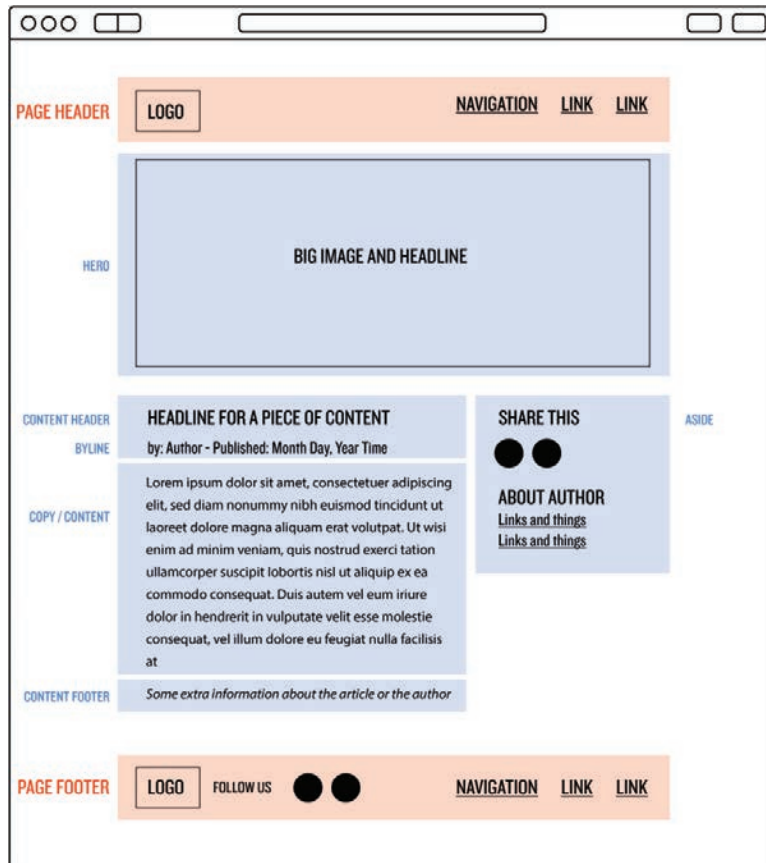 PAGE HEADER
LOGO
NAVIGATION LINK LINK
HERO
BIG IMAGE AND HEADLINE
CONTENT HEADER
HEADLINE FOR A PIECE OF CONTENT
BYLINE
by: Author - Published: Month Day, Year Time
COPY / CONTENT
Lorem ipsum dolor sit amet, consectetuer adipiscing
elit, sed diam nonummy nibh euismod tincidunt ut
laoreet dolore magna aliquam erat volutpat. Ut wisi
enim ad minim veniam, quis nostrud exerci tation
ullamcorper suscipit lobortis nisl ut aliquip ex ea
commodo consequat. Duis autem vel eum iriure
dolor in hendrerit in vulputate velit esse molestie
consequat, vel illum dolore eu feugiat nulla facilisis
at
CONTENT FOOTER
Some extra information about the article or the author
SHARE THIS
ABOUT AUTHOR
Links and things
Links and things
ASIDE
PAGE FOOTER
LOGO
FOLLOW US
NAVIGATION LINK LINK